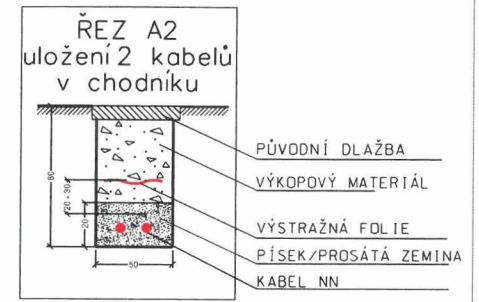 ŘEZ A2
uložení 2 kabelů
v chodníku
PŮVODNÍ DLAŽBA
VÝKOPOVÝ MATERIÁL
VÝSTRAŽNÁ FOLIE
PÍSEK/PROSÁTÁ ZEMINA
KABEL NN
80
20-30
20
50